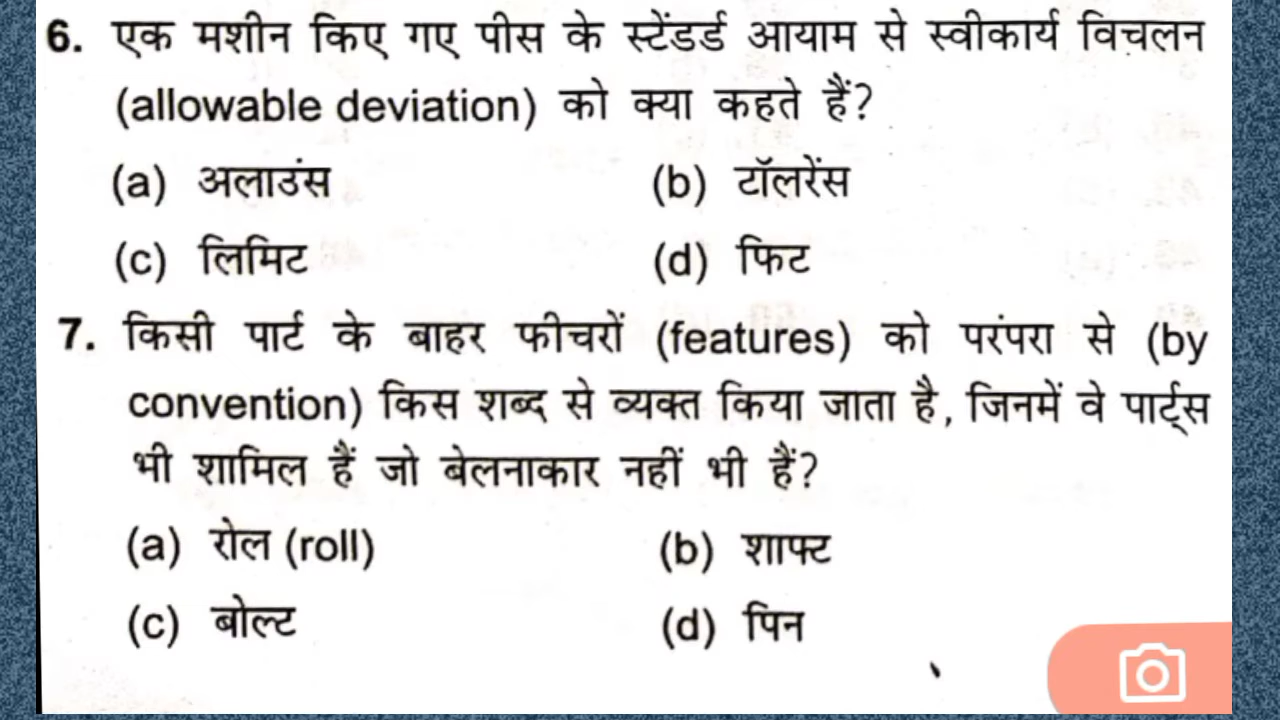 6. एक मशीन किए गए पीस के स्टेंडर्ड आयाम से स्वीकार्य विचलन
(allowable deviation) को क्या कहते हैं?
(a) अलाउंस (b) टॉलरेंस
(c) लिमिट (d) फिट
7. किसी पार्ट के बाहर फीचरों (features) को परंपरा से (by
convention) किस शब्द से व्यक्त किया जाता है, जिनमें वे पार्ट्स
भी शामिल हैं जो बेलनाकार नहीं भी हैं?
(a) रोल (roll) (b) शाफ्ट
(c) बोल्ट (d) पिन